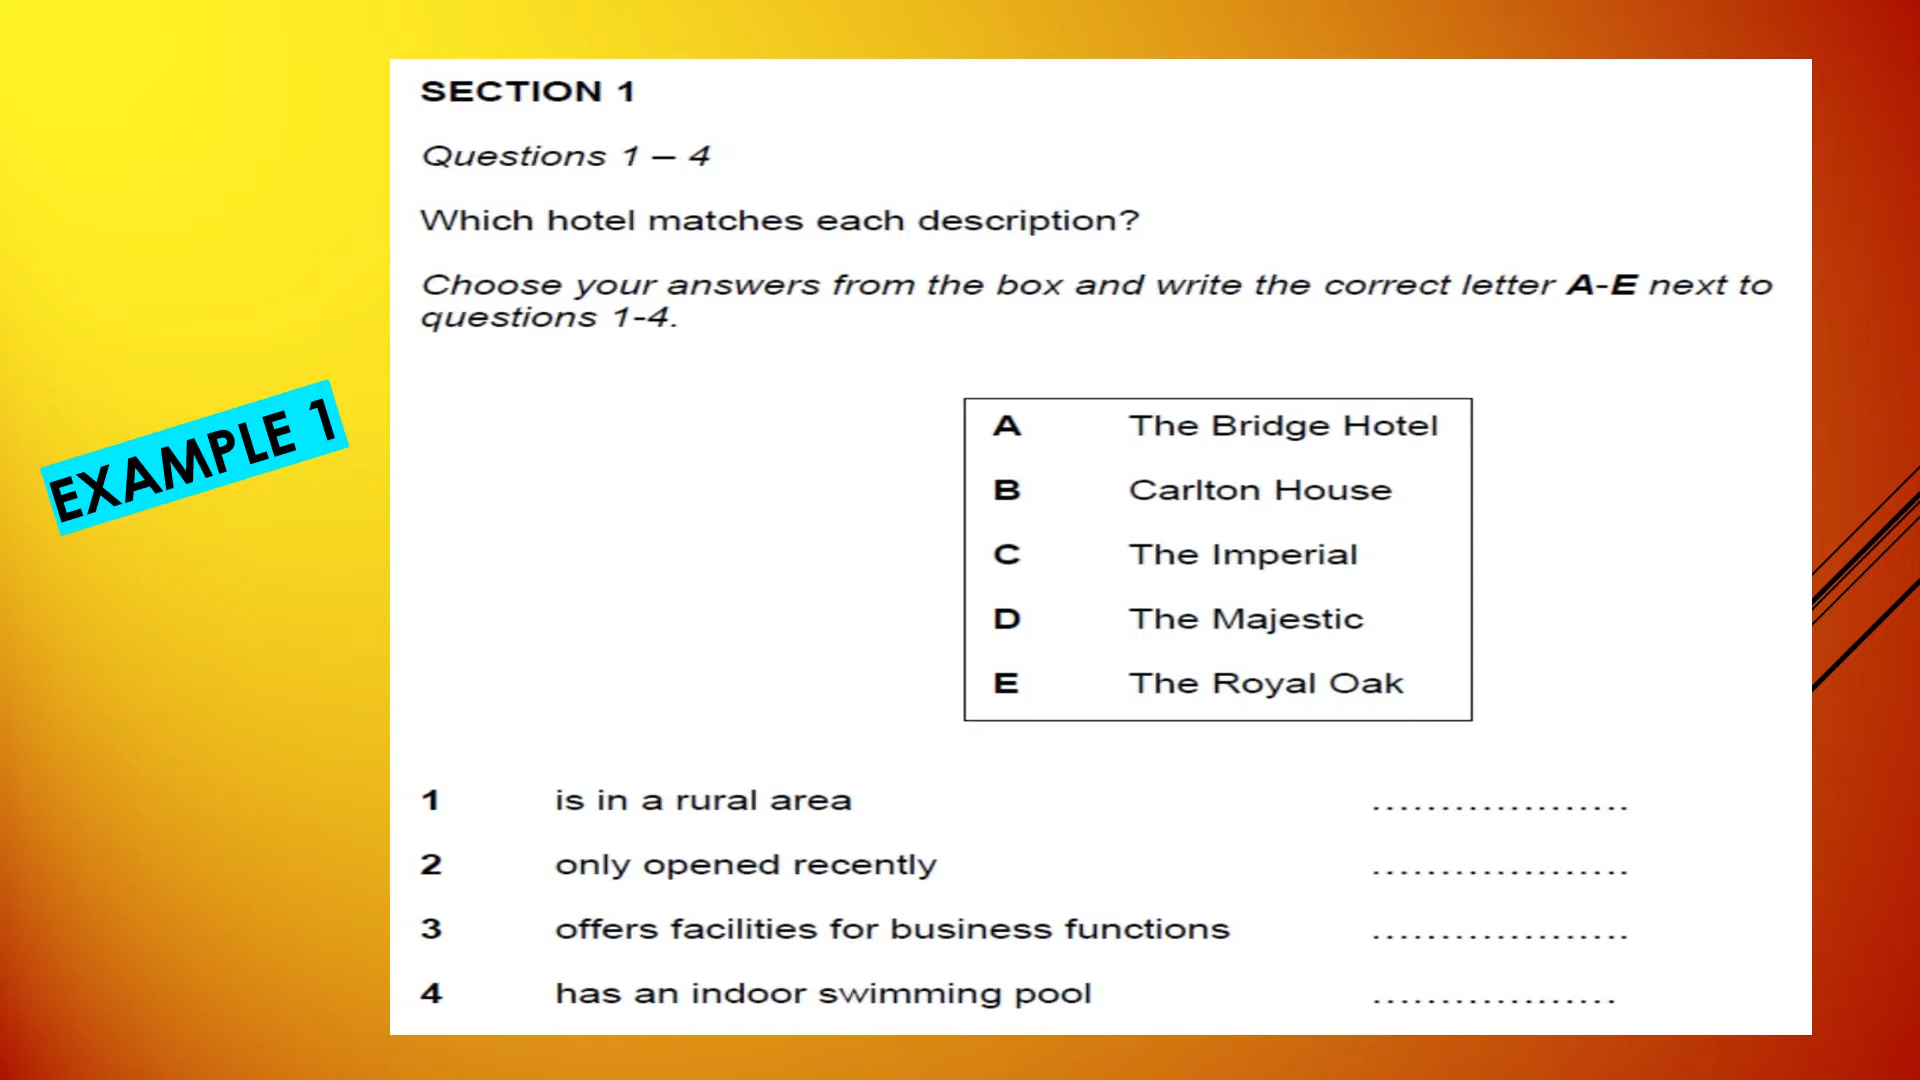 SECTION 1
Questions 1 – 4
Which hotel matches each description?
Choose your answers from the box and write the correct letter A-E next to
questions 1-4.
EXAMPLE 1
A The Bridge Hotel
B Carlton House
C The Imperial
D The Majestic
E The Royal Oak
1 is in a rural area ...................
2 only opened recently ...................
3 offers facilities for business functions ...................
4 has an indoor swimming pool ..................